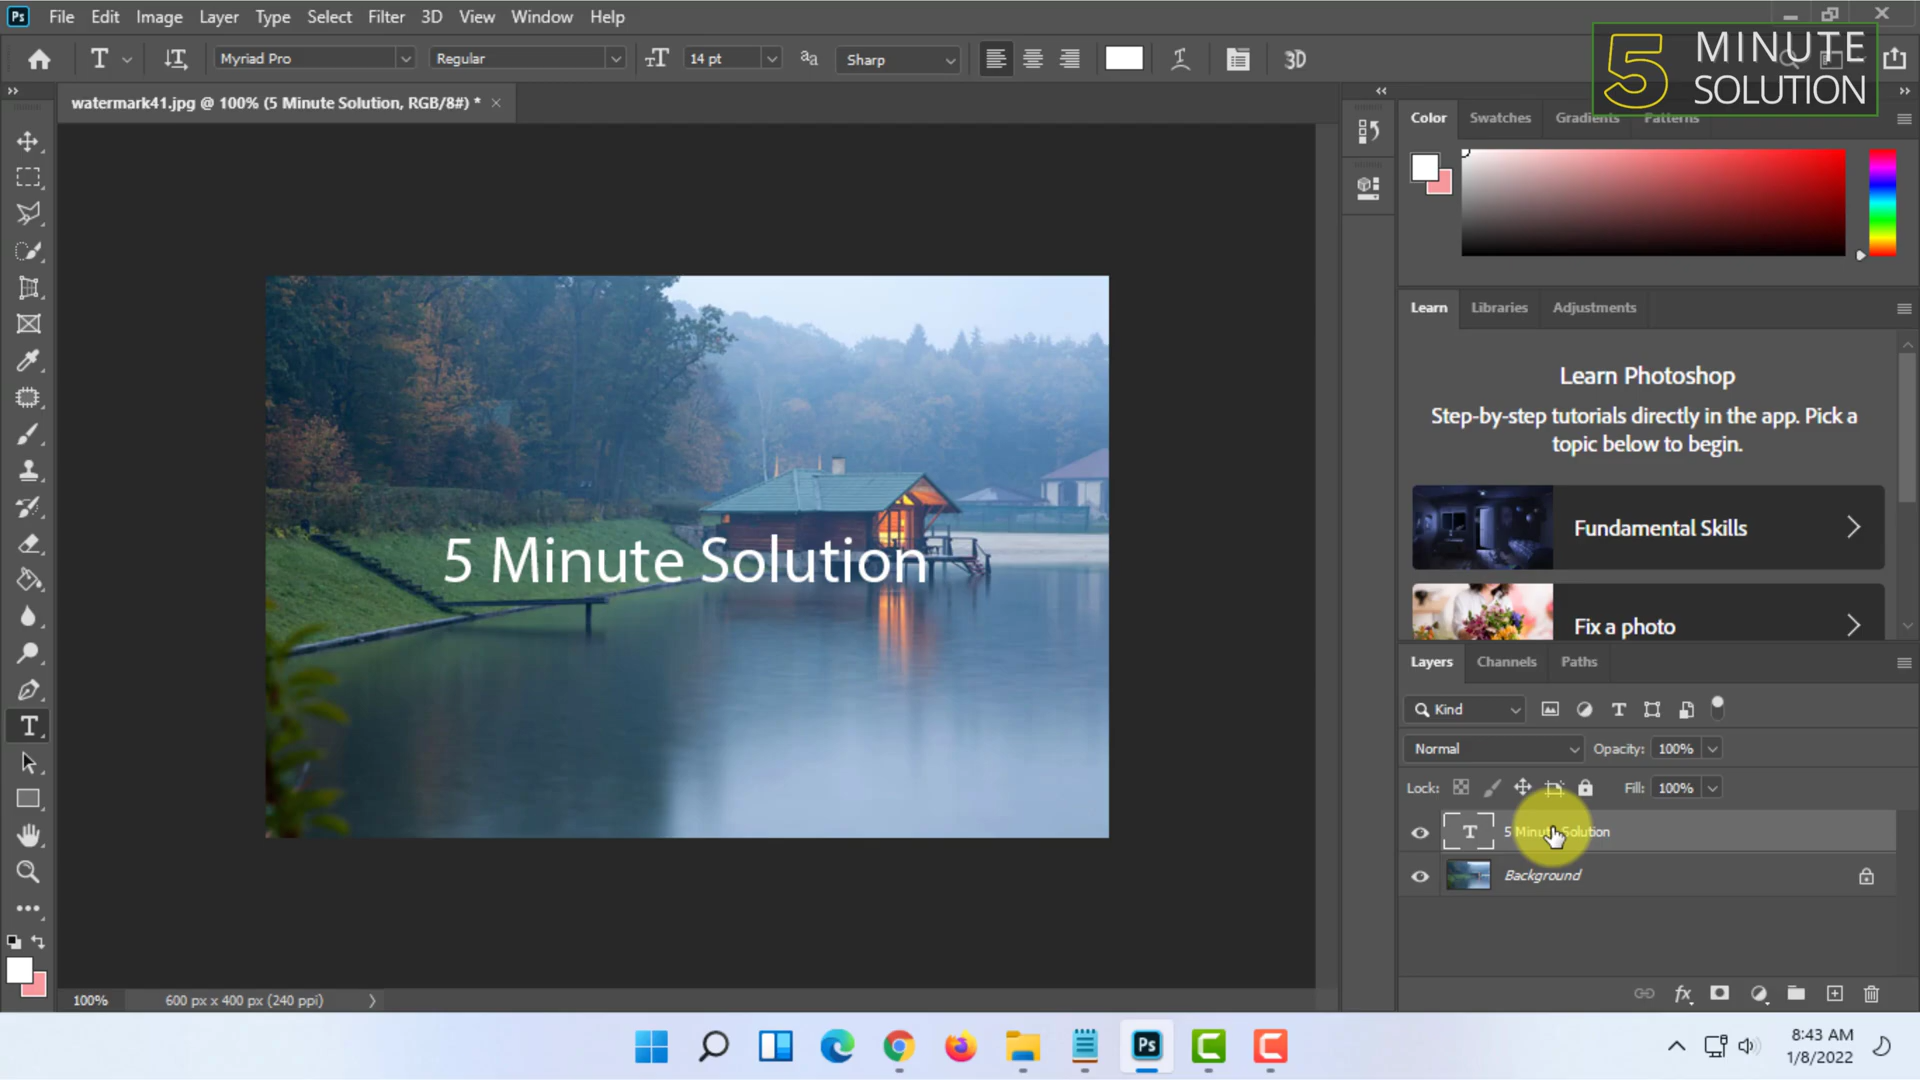 Ps File Edit Image Layer Type Select Filter 3D View Window Help
T Myriad Pro Regular 14 pt Sharp 3D
5 MINUTE
SOLUTION
watermark41.jpg @ 100% (5 Minute Solution, RGB/8#) * ×
Color Swatches Gradients Patterns
Learn Libraries Adjustments
Learn Photoshop
Step-by-step tutorials directly in the app. Pick a
topic below to begin.
Fundamental Skills
Fix a photo
5 Minute Solution
Layers Channels Paths
Kind
Normal Opacity: 100%
Lock: Fill: 100%
5 Minute Solution
Background
100% 600 px x 400 px (240 ppi)
Ps
8:43 AM
1/8/2022